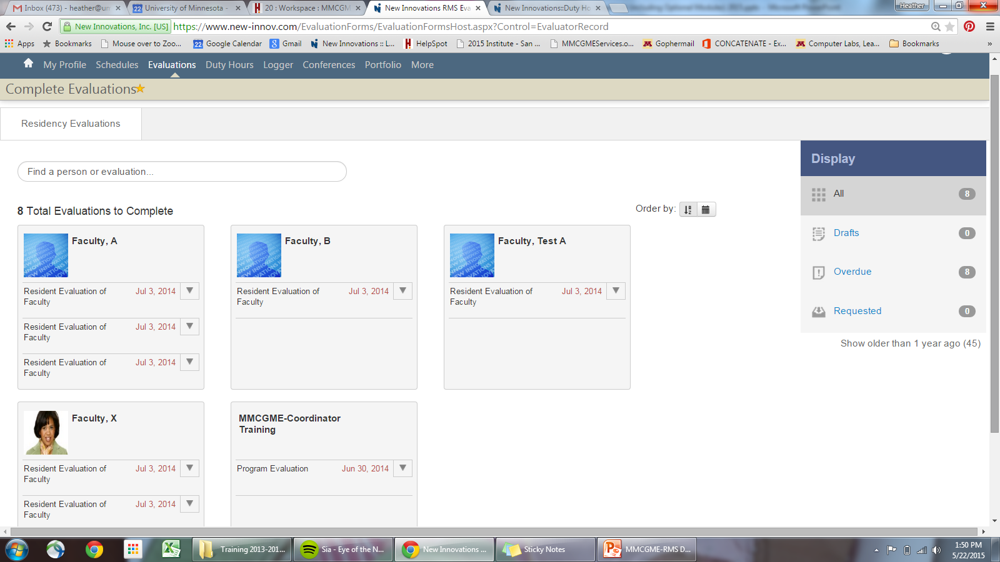 Inbox (473) - heather@um
University of Minnesota -
20 : Workspace : MMCGM
New Innovations RMS Eva
New Innovations::Duty Ho
Heather
New Innovations, Inc. [US]
https://www.new-innov.com/EvaluationForms/EvaluationFormsHost.aspx?Control=EvaluatorRecord
Apps
Bookmarks
Mouse over to Zoo...
Google Calendar
Gmail
New Innovations :: L...
HelpSpot
2015 Institute - San ...
MMCGMEServices.o...
Gophermail
CONCATENATE - Ex...
Computer Labs, Lea...
Bookmarks
»
My Profile
Schedules
Evaluations
Duty Hours
Logger
Conferences
Portfolio
More
Complete Evaluations
Residency Evaluations
Find a person or evaluation...
8 Total Evaluations to Complete
Order by:
Faculty, A
Resident Evaluation of
Faculty
Jul 3, 2014
Resident Evaluation of
Faculty
Jul 3, 2014
Resident Evaluation of
Faculty
Jul 3, 2014
Faculty, B
Resident Evaluation of
Faculty
Jul 3, 2014
Faculty, Test A
Resident Evaluation of
Faculty
Jul 3, 2014
Faculty, X
Resident Evaluation of
Faculty
Jul 3, 2014
Resident Evaluation of
Faculty
Jul 3, 2014
MMCGME-Coordinator
Training
Program Evaluation
Jun 30, 2014
Display
All
8
Drafts
0
Overdue
8
Requested
0
Show older than 1 year ago (45)
Training 2013-201...
Sia - Eye of the N...
New Innovations ...
Sticky Notes
MMCGME-RMS D...
1:50 PM
5/22/2015